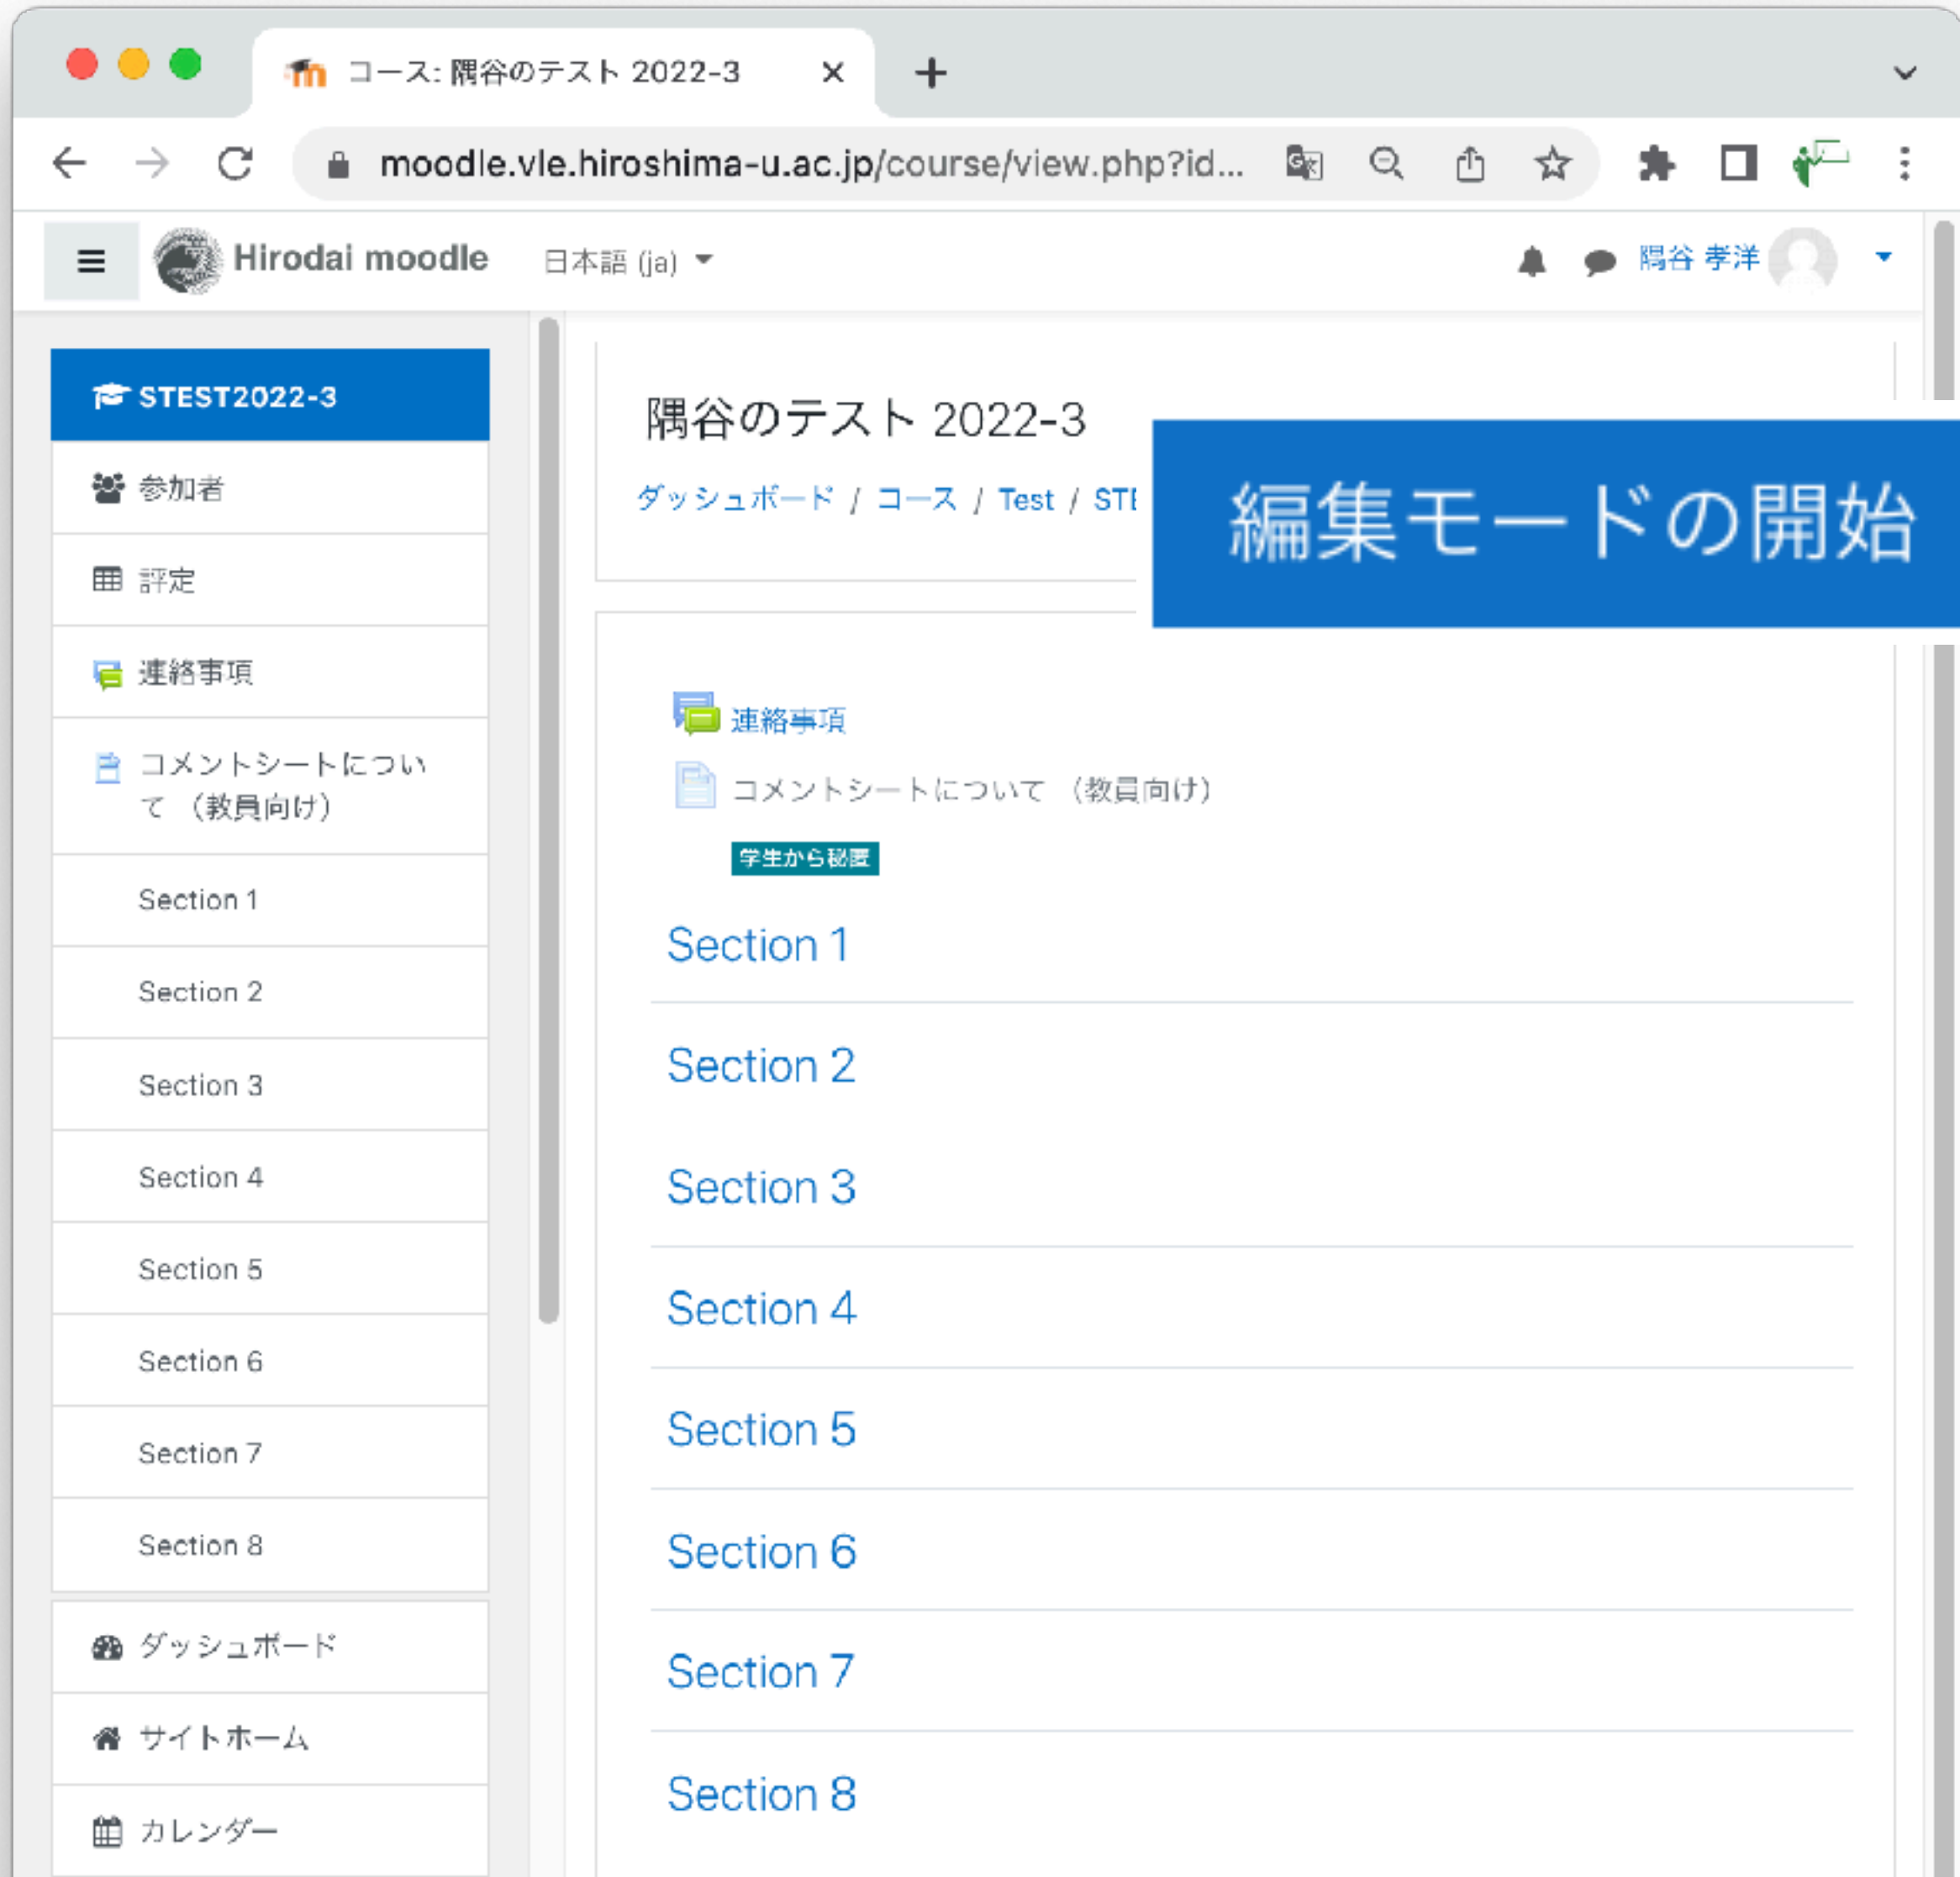 コース: 隅谷のテスト 2022-3
moodle.vle.hiroshima-u.ac.jp/course/view.php?id...
Hirodai moodle 日本語 (ja)
隅谷 孝洋
STEST2022-3
参加者
評定
連絡事項
コメントシートについ
て （教員向け）
Section 1
Section 2
Section 3
Section 4
Section 5
Section 6
Section 7
Section 8
ダッシュボード
サイトホーム
カレンダー
隅谷のテスト 2022-3
ダッシュボード / コース / Test / STE
編集モードの開始
連絡事項
コメントシートについて （教員向け）
学生から秘匿
Section 1
Section 2
Section 3
Section 4
Section 5
Section 6
Section 7
Section 8